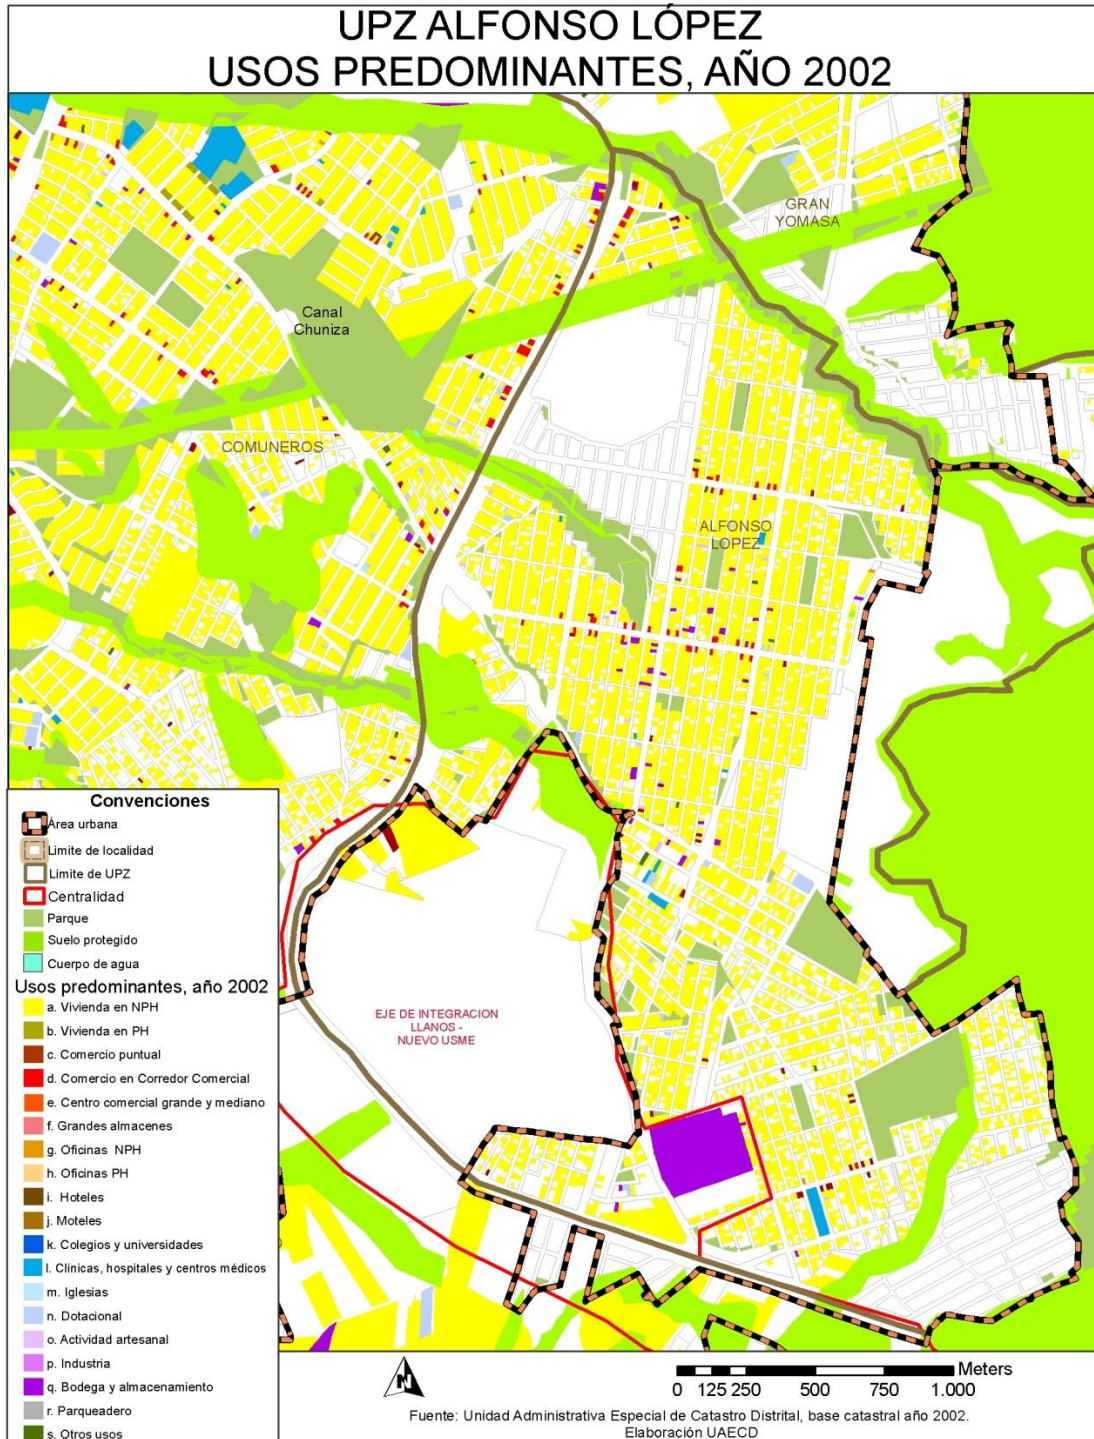 UPZ ALFONSO LÓPEZ
USOS PREDOMINANTES, AÑO 2002
GRAN
YOMASA
Canal
Chuniza
COMUNEROS
ALFONSO
LÓPEZ
EJE DE INTEGRACION
LLANOS -
NUEVO USME
Convenciones
Área urbana
Limite de localidad
Límite de UPZ
Centralidad
Parque
Suelo protegido
Cuerpo de agua
Usos predominantes, año 2002
a. Vivienda en NPH
b. Vivienda en PH
c. Comercio puntual
d. Comercio en Corredor Comercial
e. Centro comercial grande y mediano
f. Grandes almacenes
g. Oficinas NPH
h. Oficinas PH
i. Hoteles
j. Moteles
k. Colegios y universidades
l. Clínicas, hospitales y centros médicos
m. Iglesias
n. Dotacional
o. Actividad artesanal
p. Industria
q. Bodega y almacenamiento
r. Parqueadero
s. Otros usos
N
Meters
0 125 250 500 750 1.000
Fuente: Unidad Administrativa Especial de Catastro Distrital, base catastral año 2002.
Elaboración UAECD